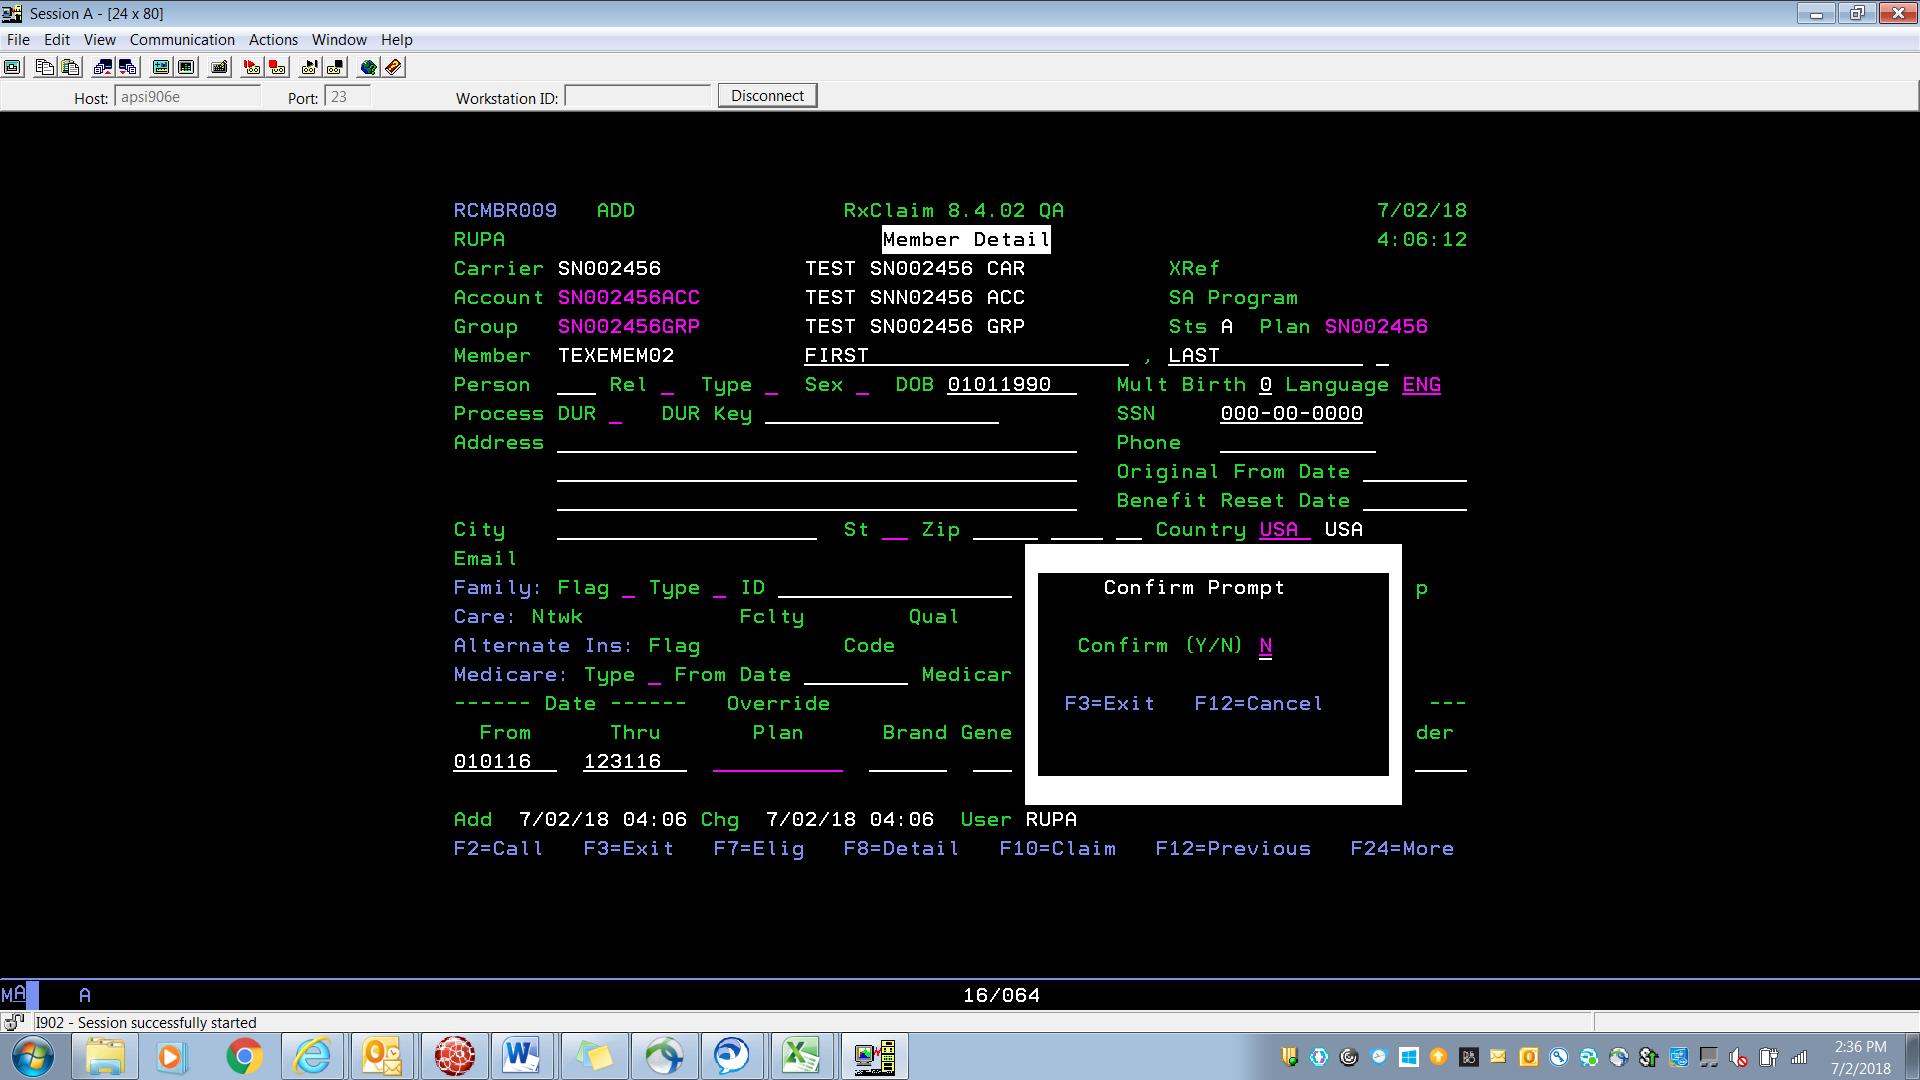 Session A - [24 x 80]
File Edit View Communication Actions Window Help
Host: apsi906e Port: 23 Workstation ID: Disconnect
RCMBR009 ADD RxClaim 8.4.02 QA 7/02/18
RUPA Member Detail 4:06:12
Carrier SN002456 TEST SN002456 CAR XRef
Account SN002456ACC TEST SNN02456 ACC SA Program
Group SN002456GRP TEST SN002456 GRP Sts A Plan SN002456
Member TEXEMEM02 FIRST , LAST
Person Rel Type Sex DOB 01011990 Mult Birth 0 Language ENG
Process DUR DUR Key SSN 000-00-0000
Address Phone
Original From Date
Benefit Reset Date
City St Zip Country USA USA
Email
Family: Flag Type ID Confirm Prompt p
Care: Ntwk Fclty Qual
Alternate Ins: Flag Code Confirm (Y/N) N
Medicare: Type From Date Medicar
------ Date ------ Override F3=Exit F12=Cancel ---
From Thru Plan Brand Gene der
010116 123116
Add 7/02/18 04:06 Chg 7/02/18 04:06 User RUPA
F2=Call F3=Exit F7=Elig F8=Detail F10=Claim F12=Previous F24=More
MA A 16/064
I902 - Session successfully started
2:36 PM
7/2/2018